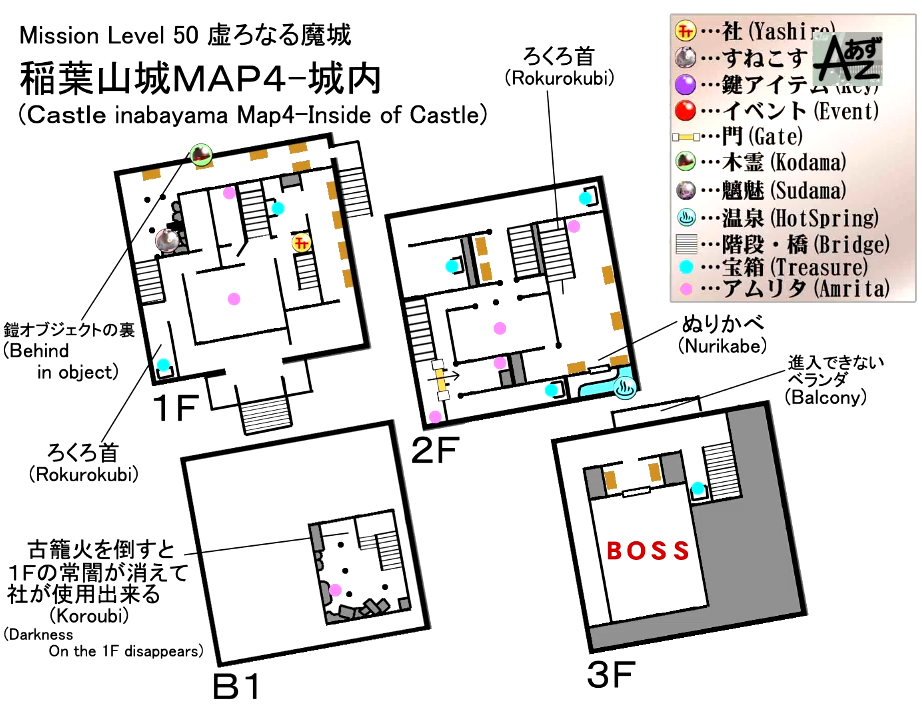 Mission Level 50 虚ろなる魔城
稲葉山城MAP4-城内
(Castle inabayama Map4-Inside of Castle)
…社(Yashiro)
…すねこす
あず
AZ
…鍵アイテム(Key)
…イベント(Event)
…門(Gate)
…木霊(Kodama)
…魑魅(Sudama)
…温泉(HotSpring)
…階段・橋(Bridge)
…宝箱(Treasure)
…アムリタ(Amrita)
ろくろ首
(Rokurokubi)
鎧オブジェクトの裏
(Behind
in object)
1F
ろくろ首
(Rokurokubi)
ぬりかべ
(Nurikabe)
2F
進入できない
ベランダ
(Balcony)
古籠火を倒すと
1Fの常闇が消えて
社が使用出来る
(Koroubi)
(Darkness
On the 1F disappears)
B1
BOSS
3F